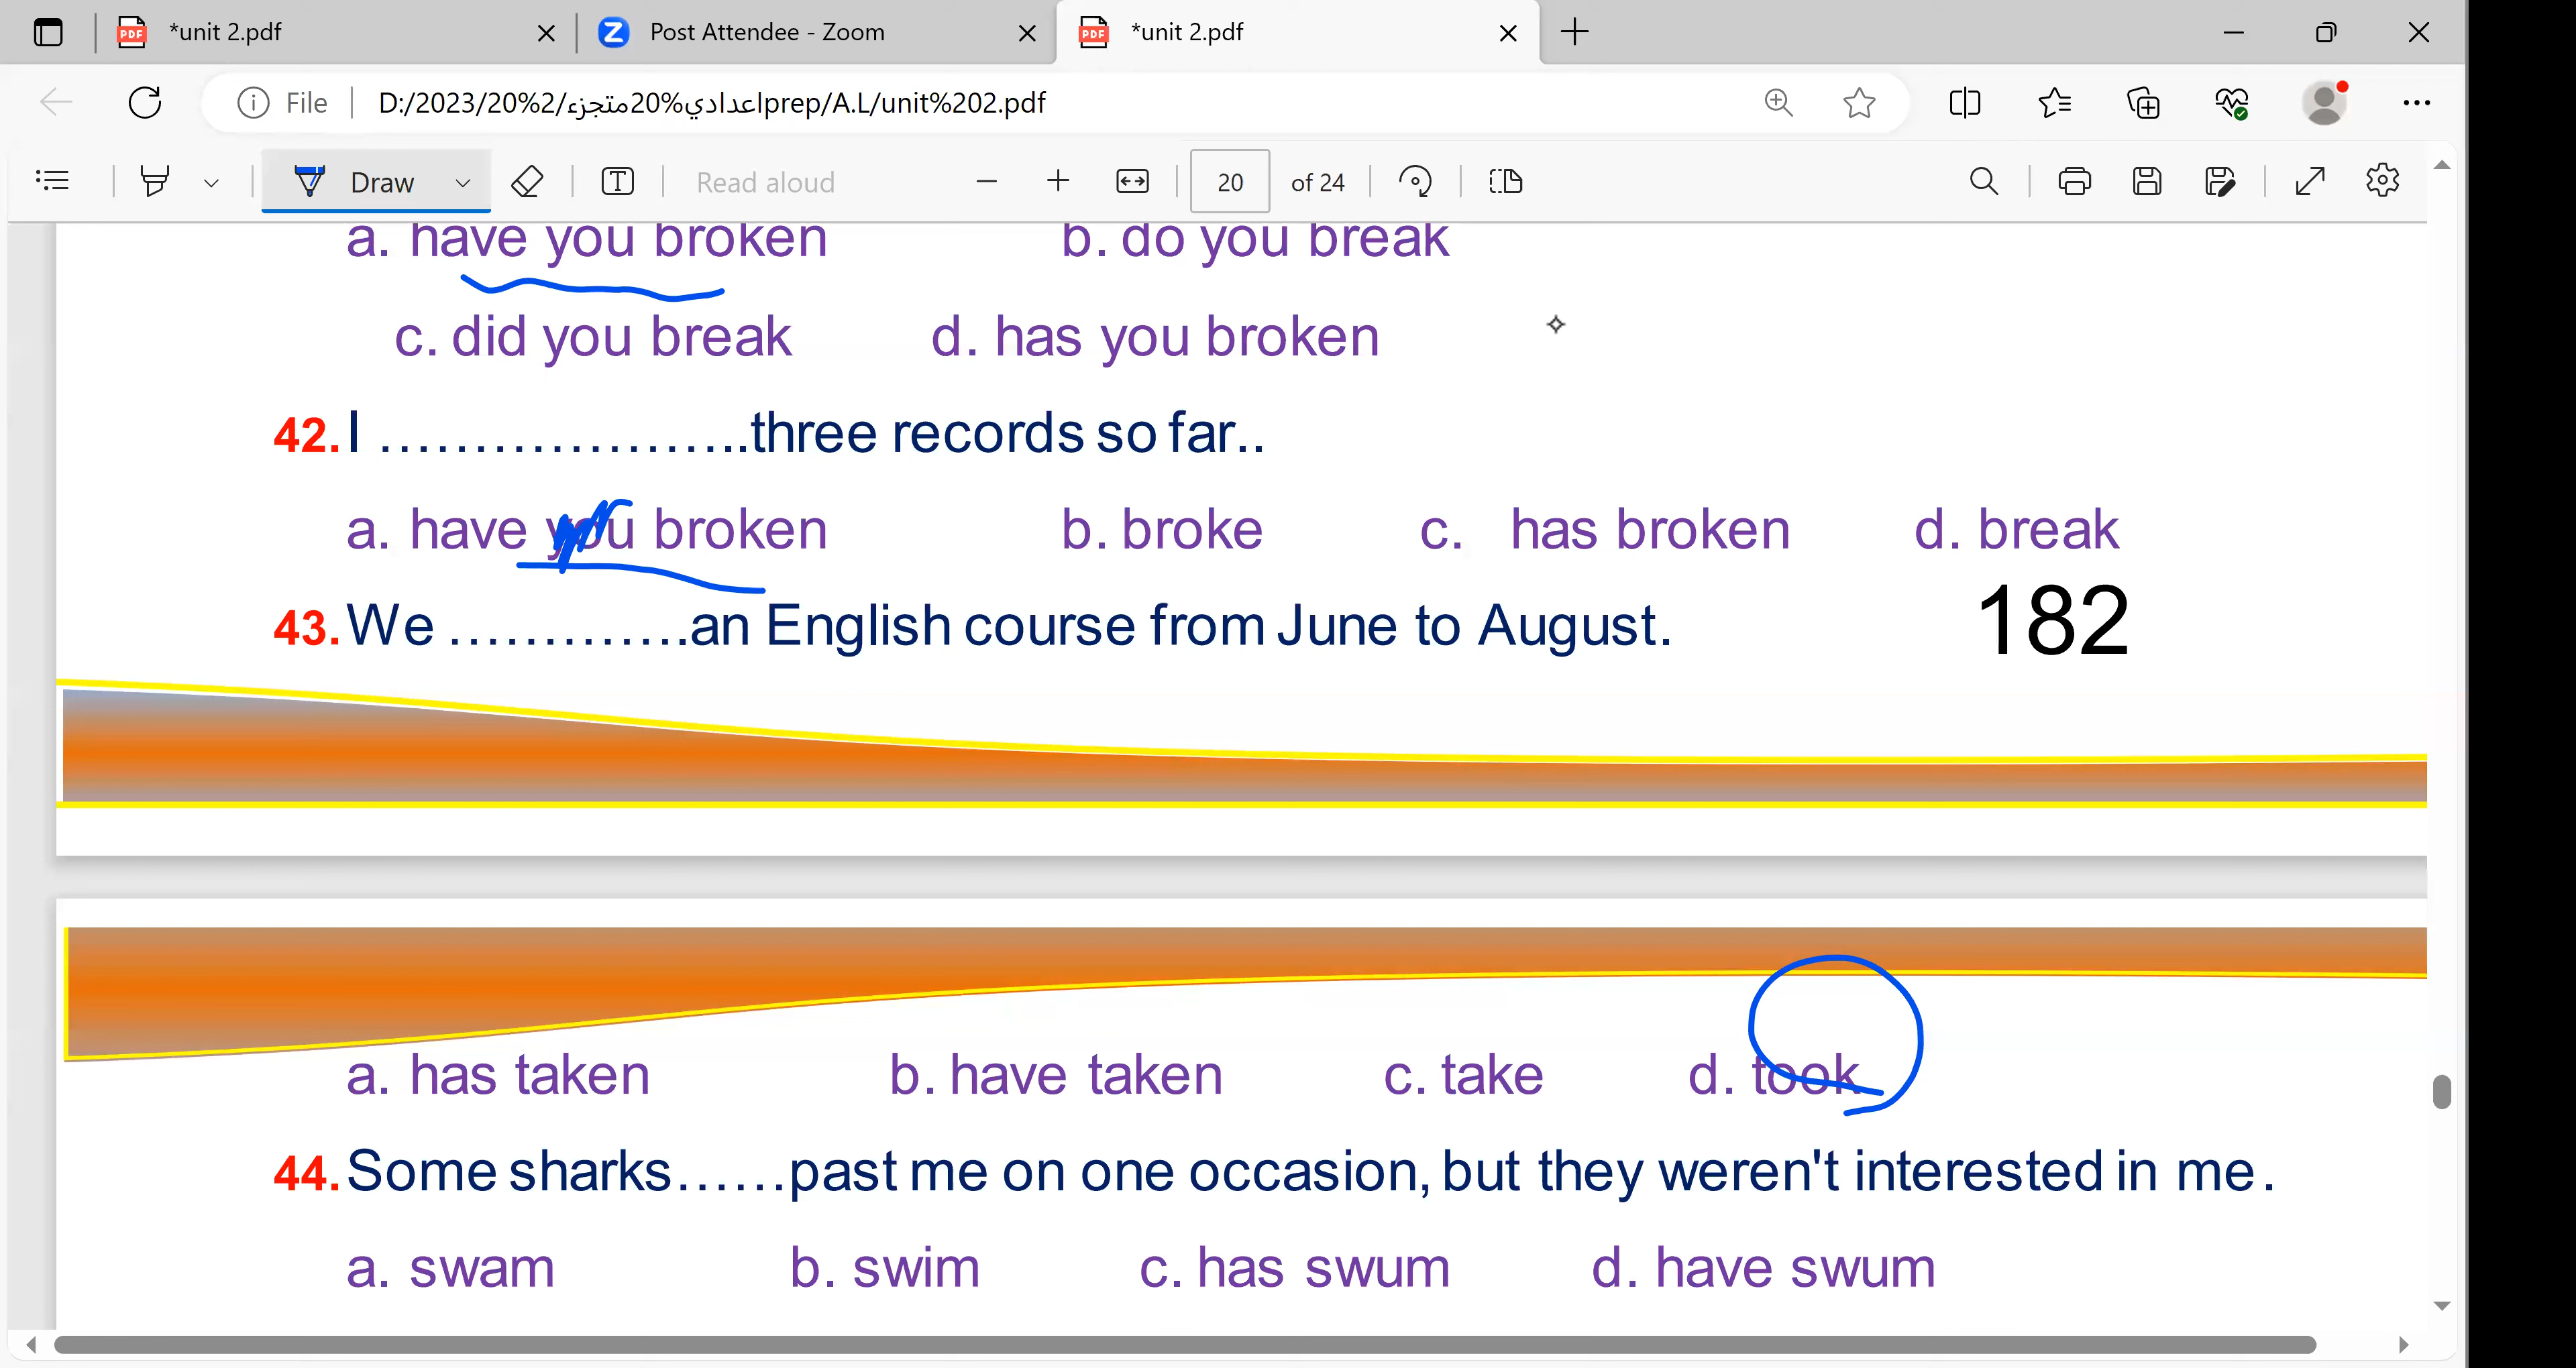 *unit 2.pdf
Post Attendee - Zoom
*unit 2.pdf
File
D:/2023/20%2/اعدادي%20متجزء/prep/A.L/unit%202.pdf
Draw
Read aloud
20 of 24
a. have you broken b. do you break
c. did you break d. has you broken
42. I ........................three records so far..
a. have you broken b. broke c. has broken d. break
43. We ...............an English course from June to August.
182
a. has taken b. have taken c. take d. took
44. Some sharks.......past me on one occasion, but they weren't interested in me.
a. swam b. swim c. has swum d. have swum